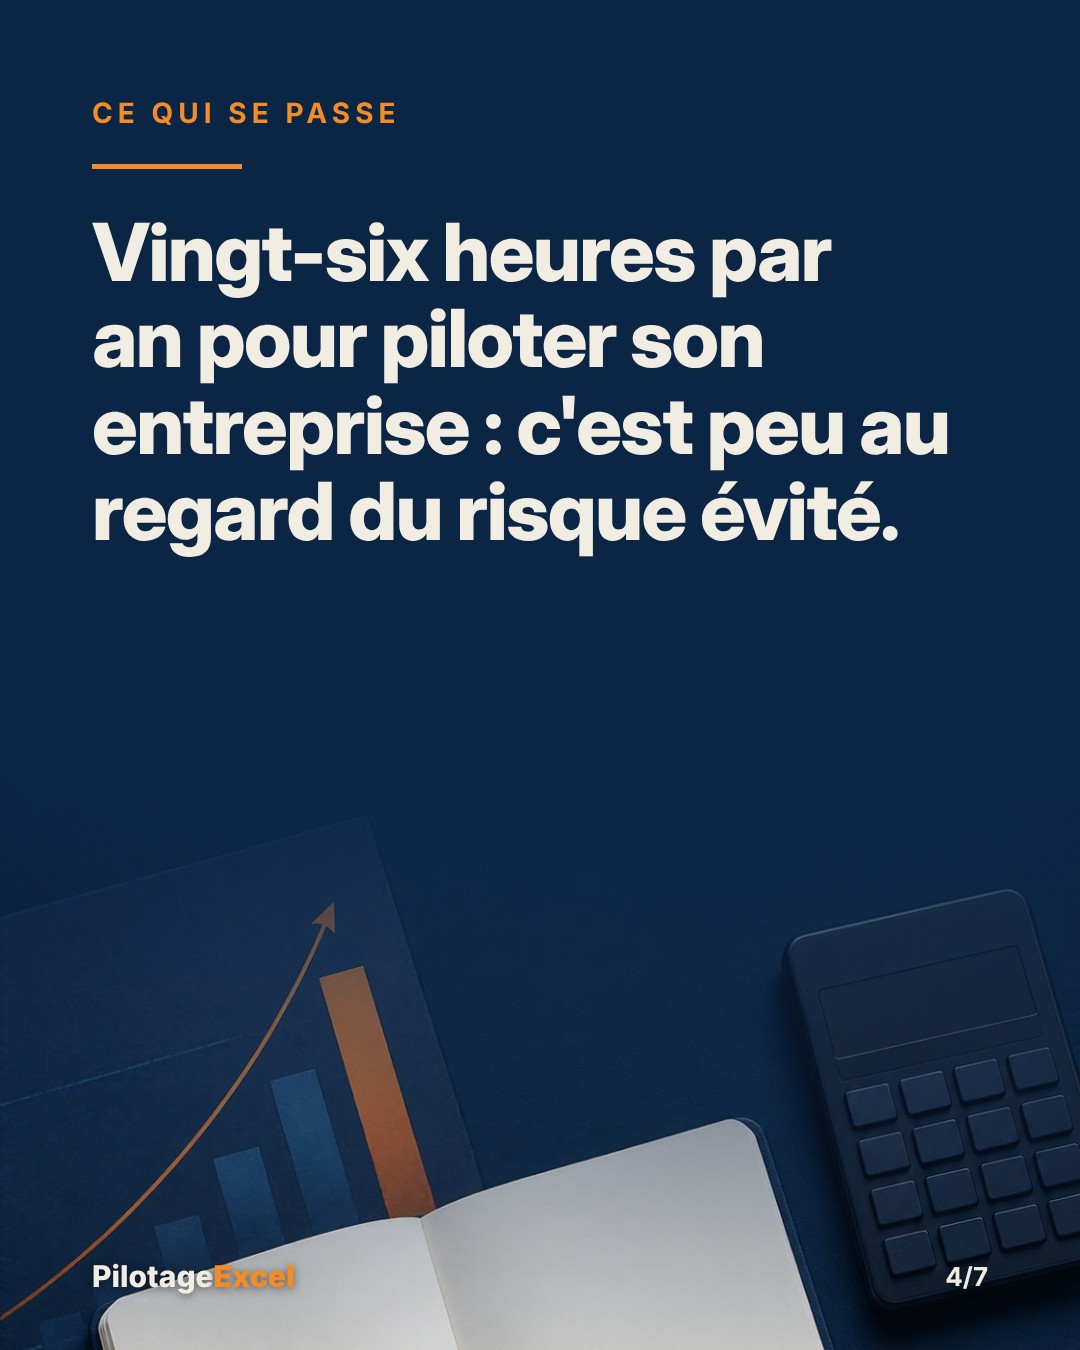 CE QUI SE PASSE
Vingt-six heures par
an pour piloter son
entreprise : c'est peu au
regard du risque évité.
PilotageExcel
4/7